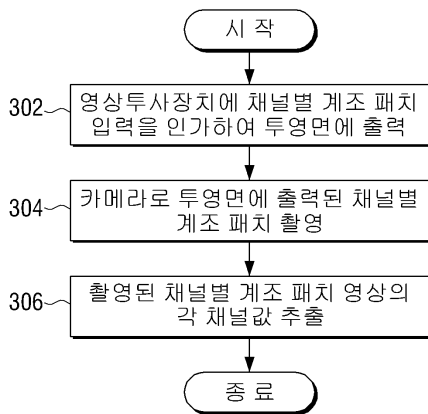 시 작
302
영상투사장치에 채널별 계조 패치
입력을 인가하여 투영면에 출력
304
카메라로 투영면에 출력된 채널별
계조 패치 촬영
306
촬영된 채널별 계조 패치 영상의
각 채널값 추출
종 료